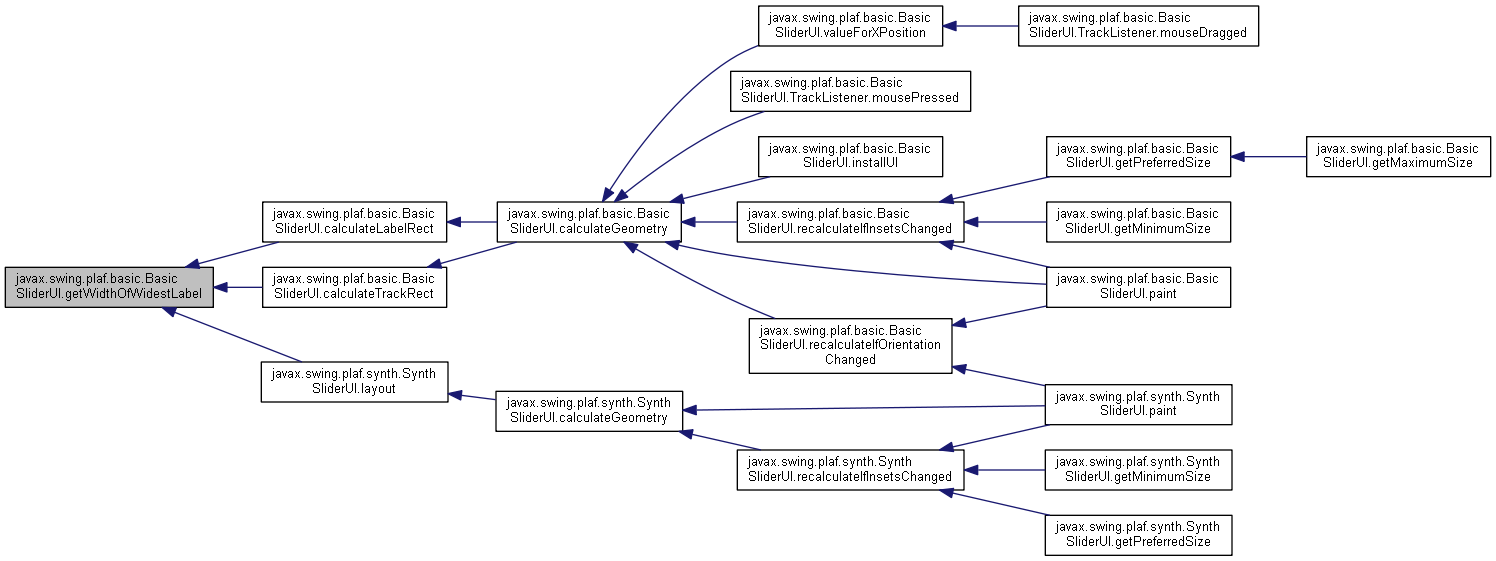 javax.swing.plaf.basic.Basic
SliderUI.valueForXPosition
javax.swing.plaf.basic.Basic
SliderUI.TrackListener.mouseDragged
javax.swing.plaf.basic.Basic
SliderUI.TrackListener.mousePressed
javax.swing.plaf.basic.Basic
SliderUI.installUI
javax.swing.plaf.basic.Basic
SliderUI.getPreferredSize
javax.swing.plaf.basic.Basic
SliderUI.getMaximumSize
javax.swing.plaf.basic.Basic
SliderUI.calculateLabelRect
javax.swing.plaf.basic.Basic
SliderUI.calculateGeometry
javax.swing.plaf.basic.Basic
SliderUI.recalculateIfInsetsChanged
javax.swing.plaf.basic.Basic
SliderUI.getMinimumSize
javax.swing.plaf.basic.Basic
SliderUI.getWidthOfWidestLabel
javax.swing.plaf.basic.Basic
SliderUI.calculateTrackRect
javax.swing.plaf.basic.Basic
SliderUI.paint
javax.swing.plaf.basic.Basic
SliderUI.recalculateIfOrientation
Changed
javax.swing.plaf.synth.Synth
SliderUI.layout
javax.swing.plaf.synth.Synth
SliderUI.calculateGeometry
javax.swing.plaf.synth.Synth
SliderUI.paint
javax.swing.plaf.synth.Synth
SliderUI.recalculateIfInsetsChanged
javax.swing.plaf.synth.Synth
SliderUI.getMinimumSize
javax.swing.plaf.synth.Synth
SliderUI.getPreferredSize